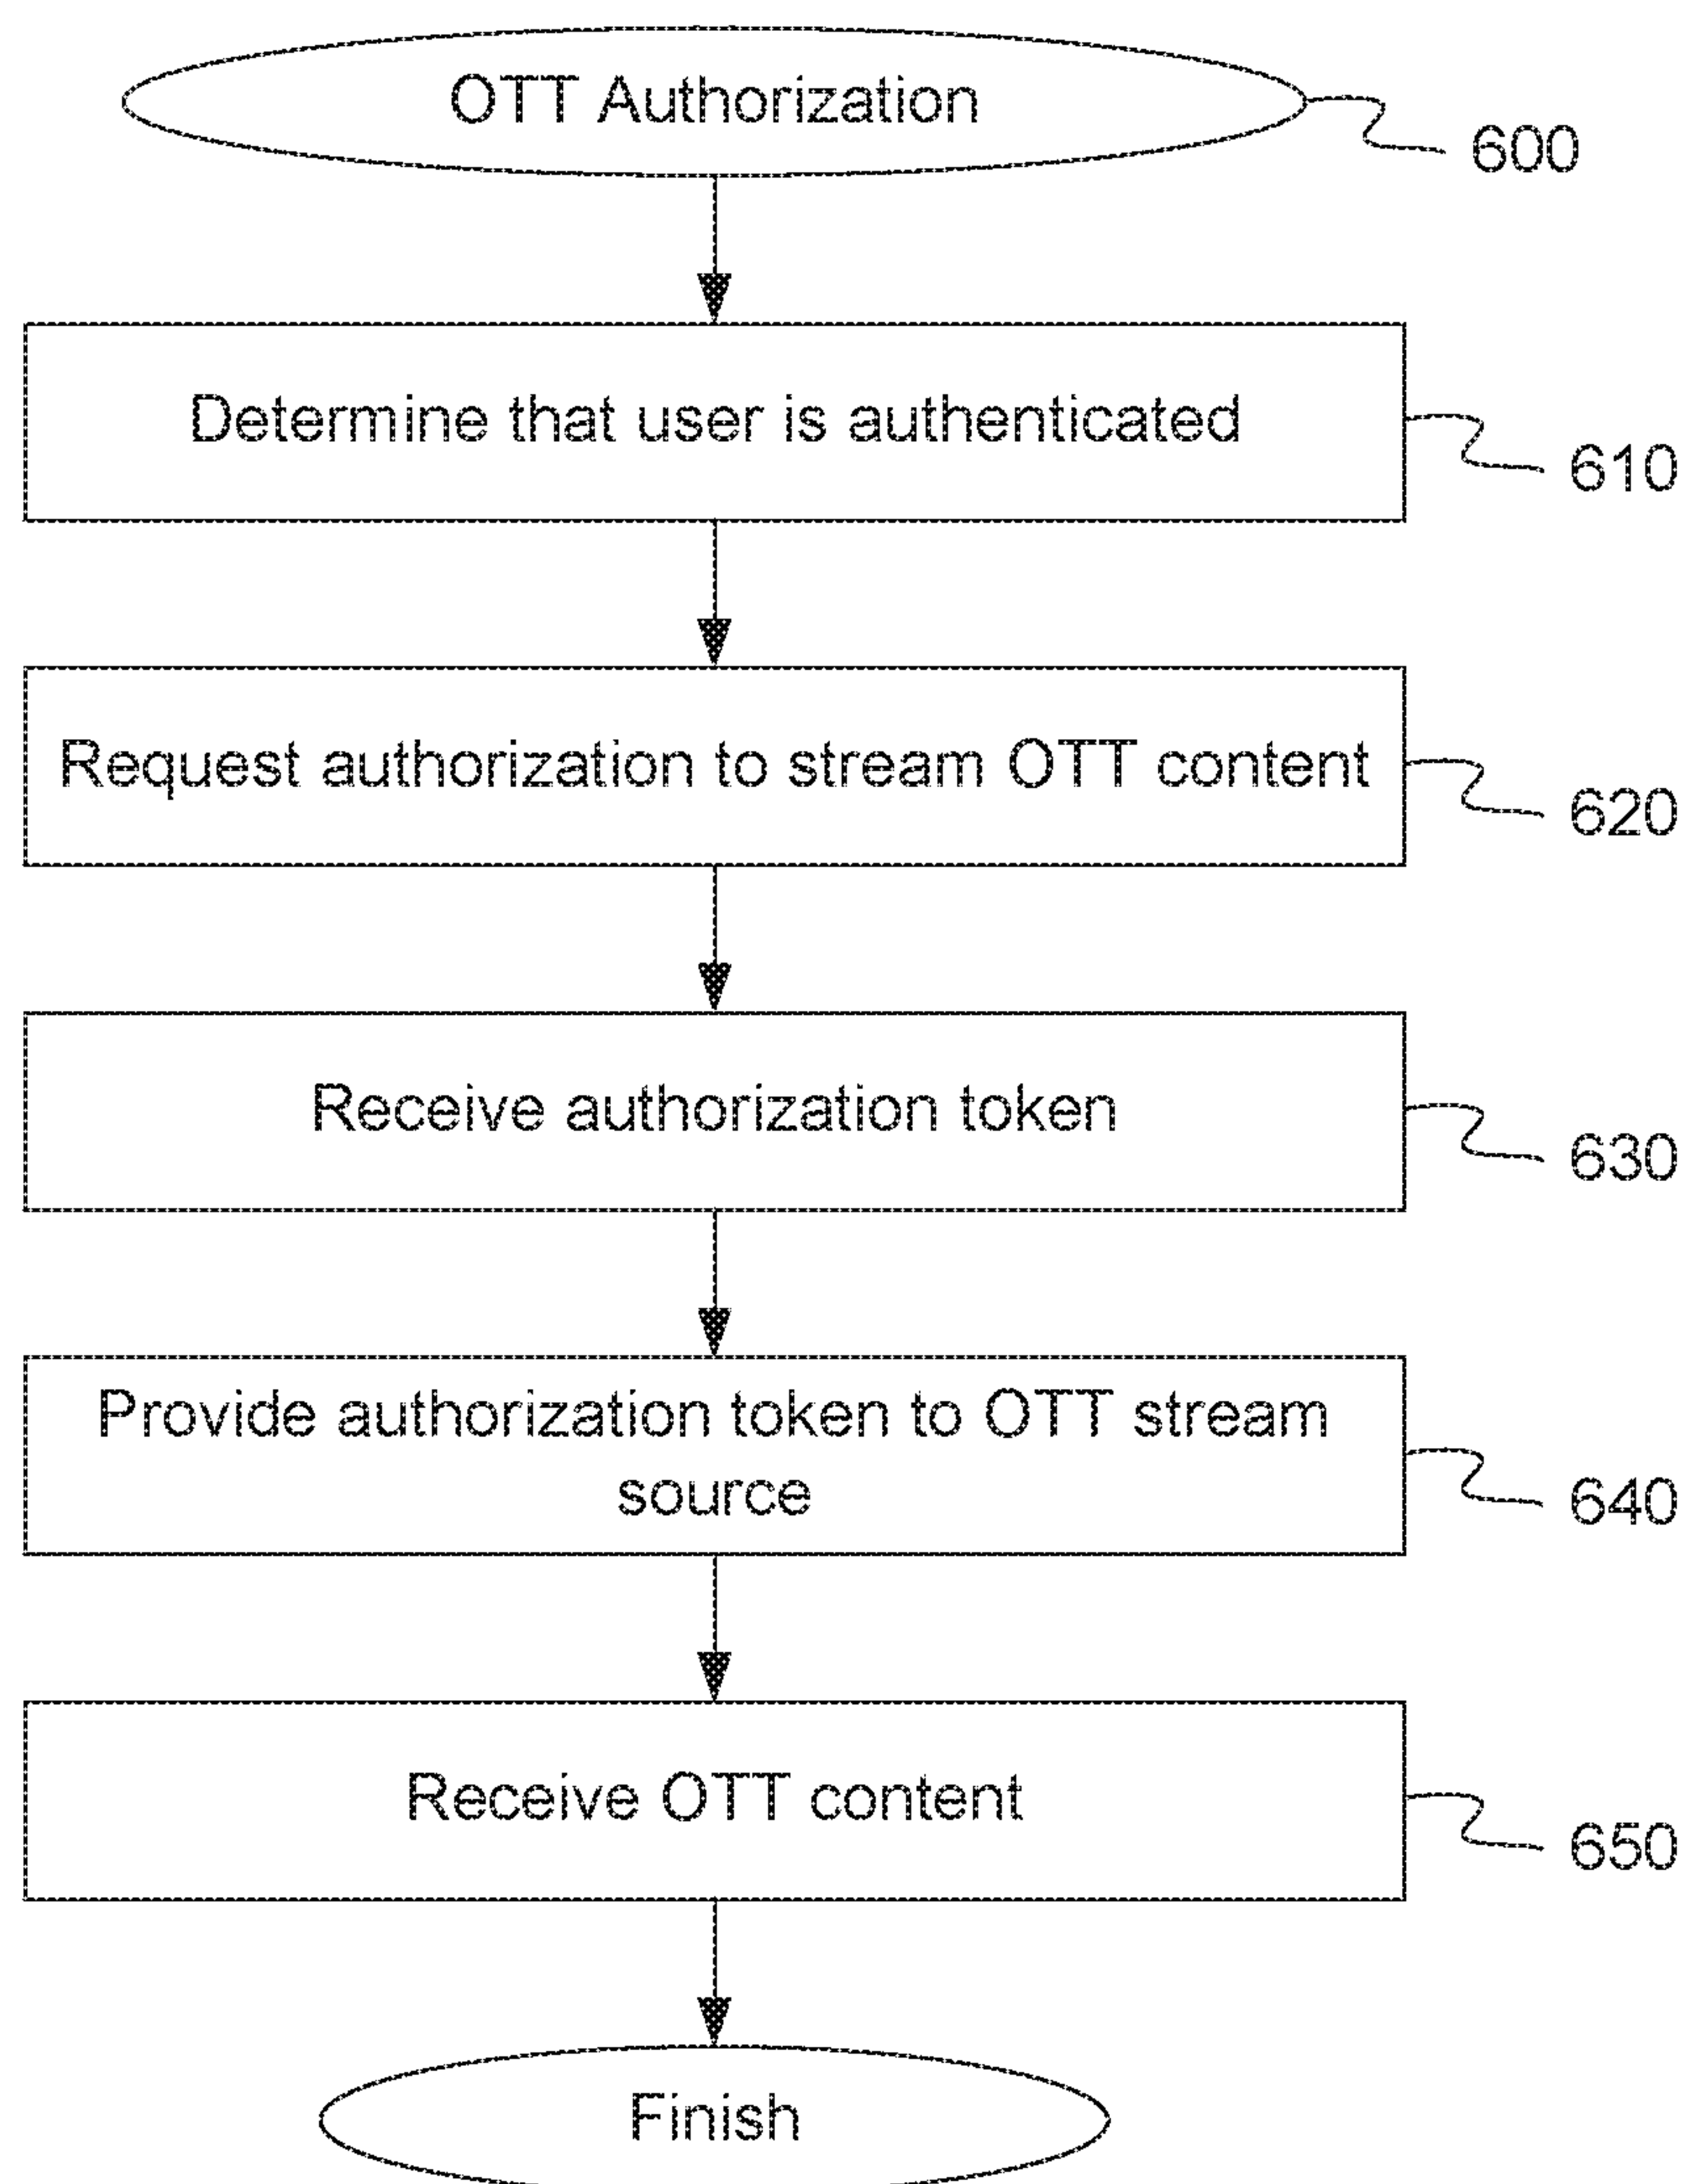 OTT Authorization
600
Determine that user is authenticated
610
Request authorization to stream OTT content
620
Receive authorization token
630
Provide authorization token to OTT stream
source
640
Receive OTT content
650
Finish